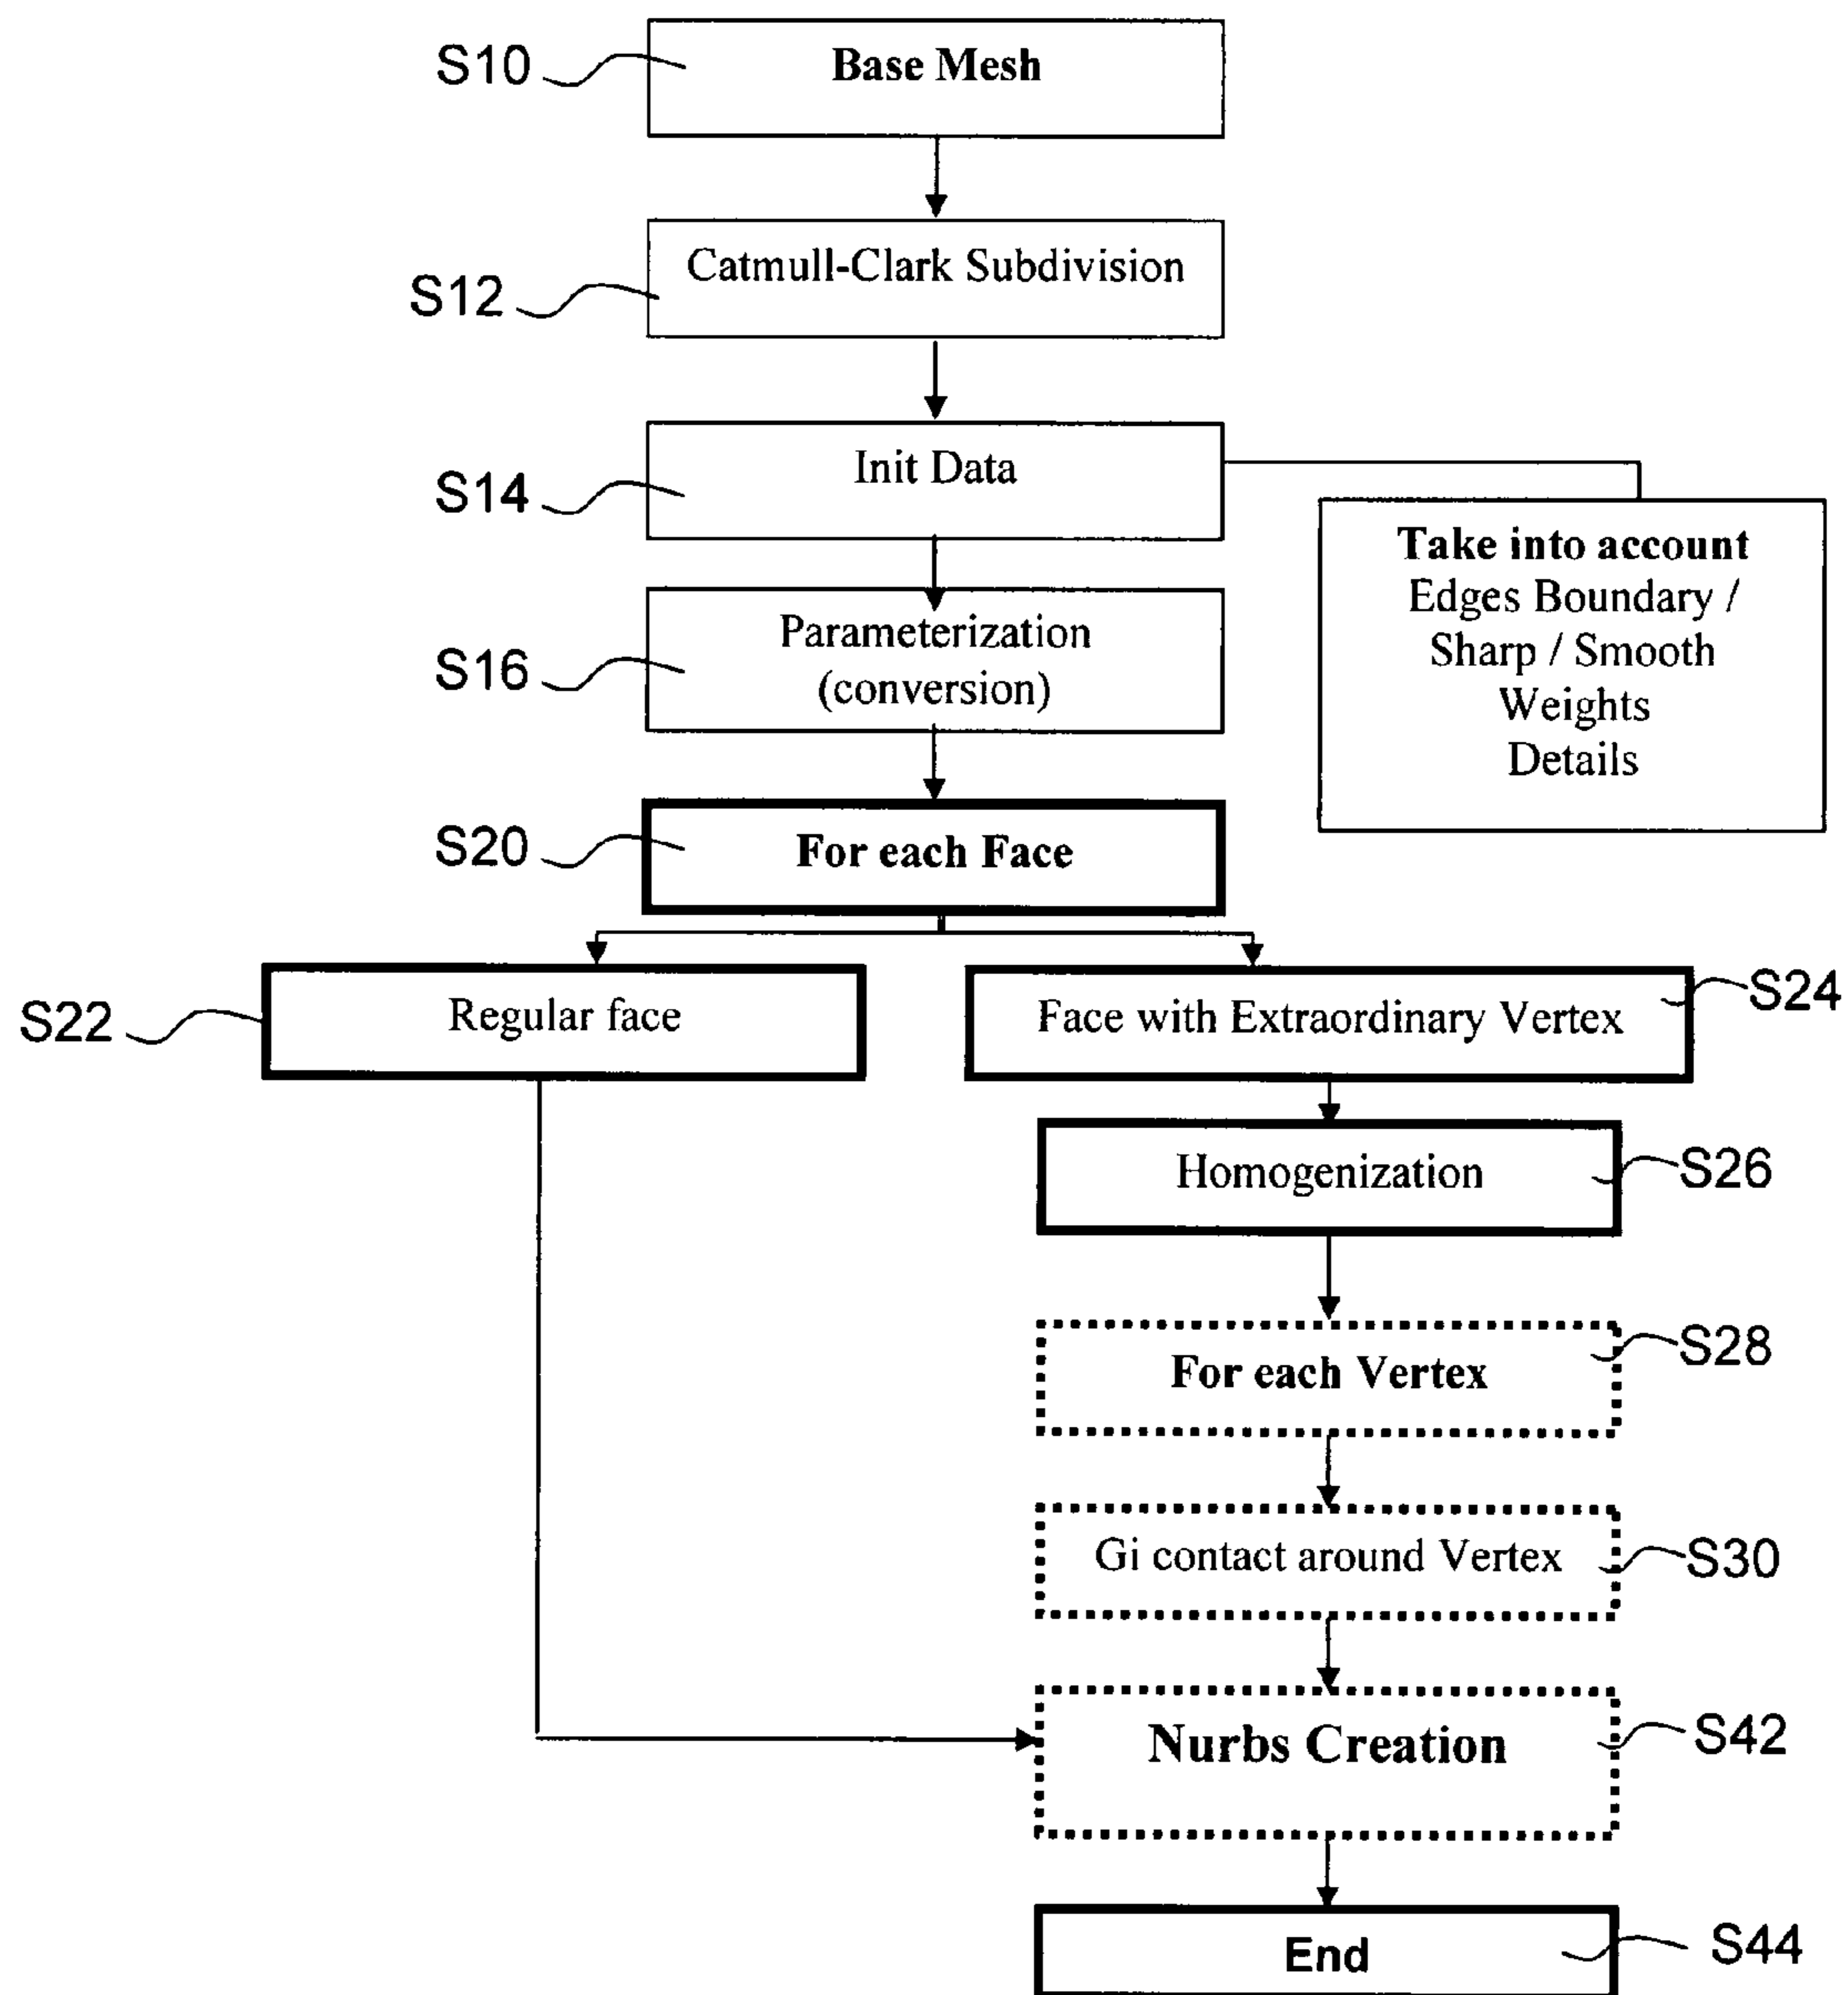 S10
Base Mesh
S12
Catmull-Clark Subdivision
S14
Init Data
Take into account
Edges Boundary /
Sharp / Smooth
Weights
Details
S16
Parameterization
(conversion)
S20
For each Face
S22
Regular face
Face with Extraordinary Vertex
S24
Homogenization
S26
For each Vertex
S28
Gi contact around Vertex
S30
Nurbs Creation
S42
End
S44